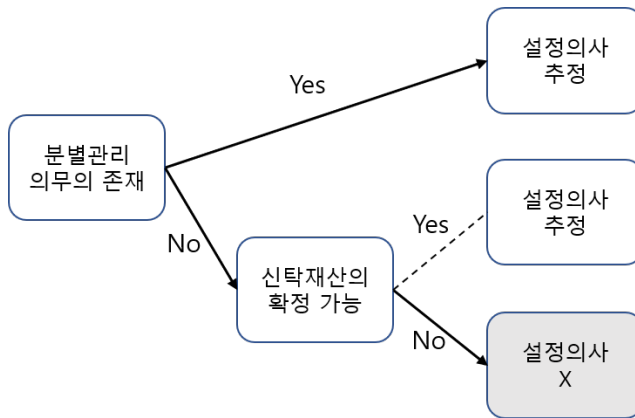 설정의사
추정
Yes
분별관리
의무의 존재
설정의사
추정
Yes
No
신탁재산의
확정 가능
No
설정의사
X